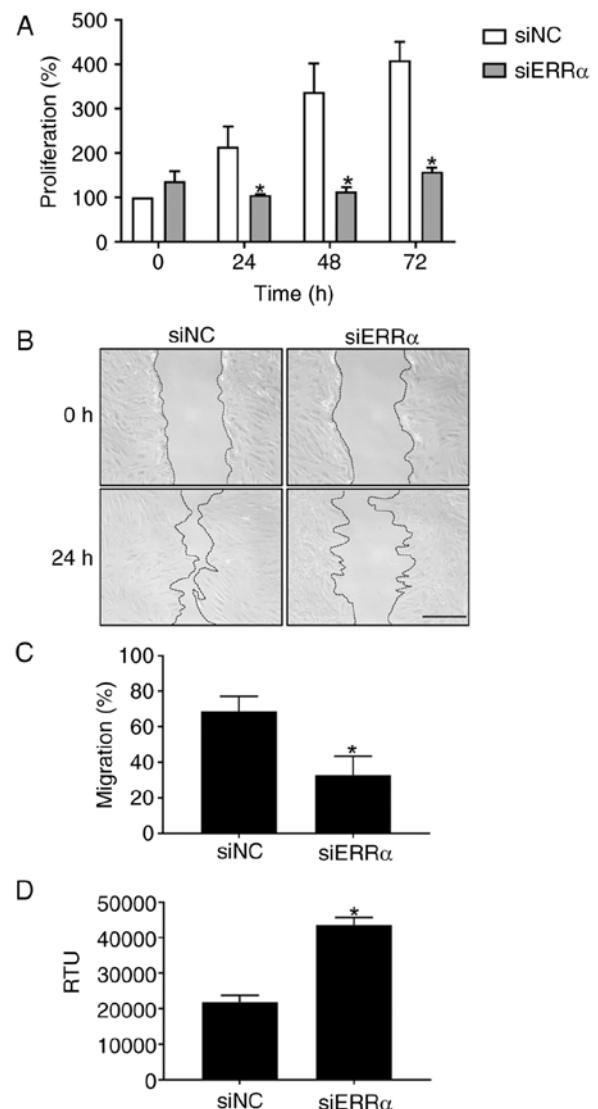 A
500
400
300
200
100
0
Proliferation (%)
siNC
siERRα
*
*
*
0 24 48 72
Time (h)
B
siNC siERRα
0 h
24 h
C
100
80
60
40
20
0
Migration (%)
*
siNC siERRα
D
50000
40000
30000
20000
10000
0
RTU
*
siNC siERRα